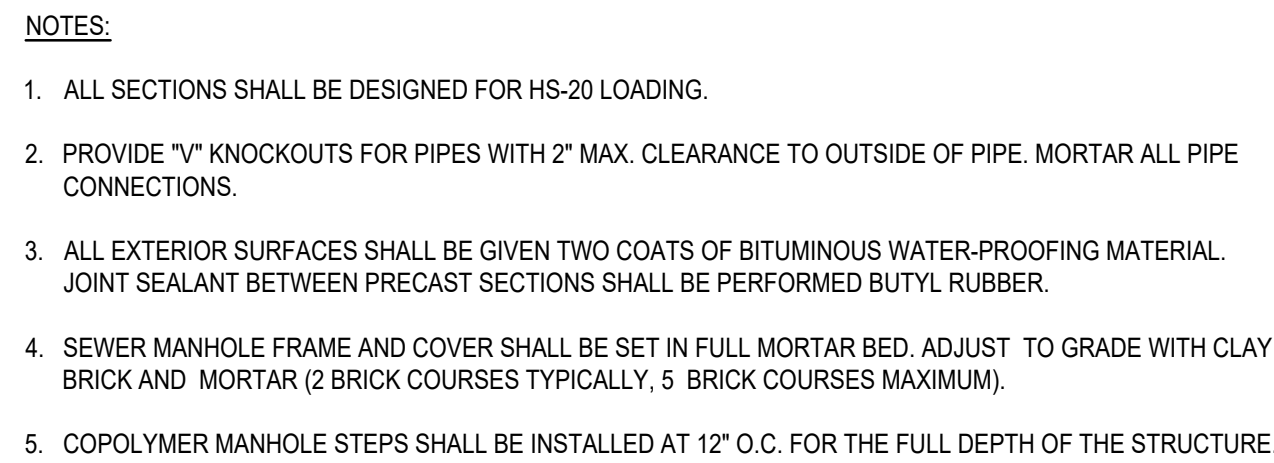 NOTES:
1. ALL SECTIONS SHALL BE DESIGNED FOR HS-20 LOADING.
2. PROVIDE "V" KNOCKOUTS FOR PIPES WITH 2" MAX. CLEARANCE TO OUTSIDE OF PIPE. MORTAR ALL PIPE
CONNECTIONS.
3. ALL EXTERIOR SURFACES SHALL BE GIVEN TWO COATS OF BITUMINOUS WATER-PROOFING MATERIAL.
JOINT SEALANT BETWEEN PRECAST SECTIONS SHALL BE PERFORMED BUTYL RUBBER.
4. SEWER MANHOLE FRAME AND COVER SHALL BE SET IN FULL MORTAR BED. ADJUST TO GRADE WITH CLAY
BRICK AND MORTAR (2 BRICK COURSES TYPICALLY, 5 BRICK COURSES MAXIMUM).
5. COPOLYMER MANHOLE STEPS SHALL BE INSTALLED AT 12" O.C. FOR THE FULL DEPTH OF THE STRUCTURE.